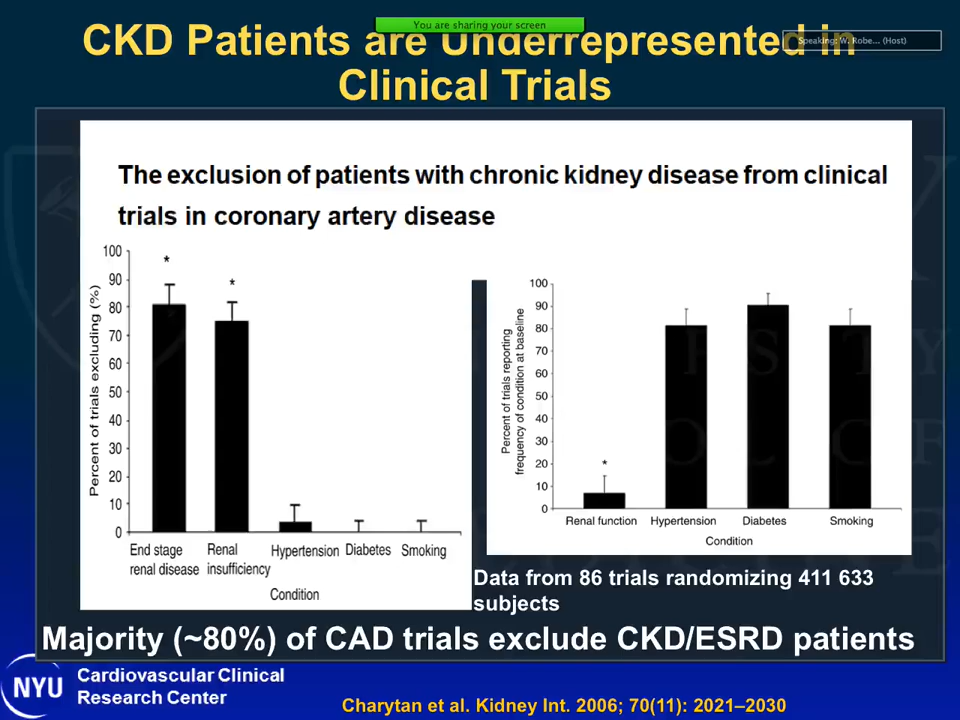 You are sharing your screen
Speaking: W. Robe... (Host)
CKD Patients are Underrepresented in
Clinical Trials
The exclusion of patients with chronic kidney disease from clinical
trials in coronary artery disease
Percent of trials excluding (%)
100
90
80
70
60
50
40
30
20
10
0
*
*
End stage
renal disease
Renal
insufficiency
Hypertension
Diabetes
Smoking
Condition
Percent of trials reporting
frequency of condition at baseline
100
90
80
70
60
50
40
30
20
10
0
*
Renal function
Hypertension
Diabetes
Smoking
Condition
Data from 86 trials randomizing 411 633
subjects
Majority (~80%) of CAD trials exclude CKD/ESRD patients
NYU
Cardiovascular Clinical
Research Center
Charytan et al. Kidney Int. 2006; 70(11): 2021–2030